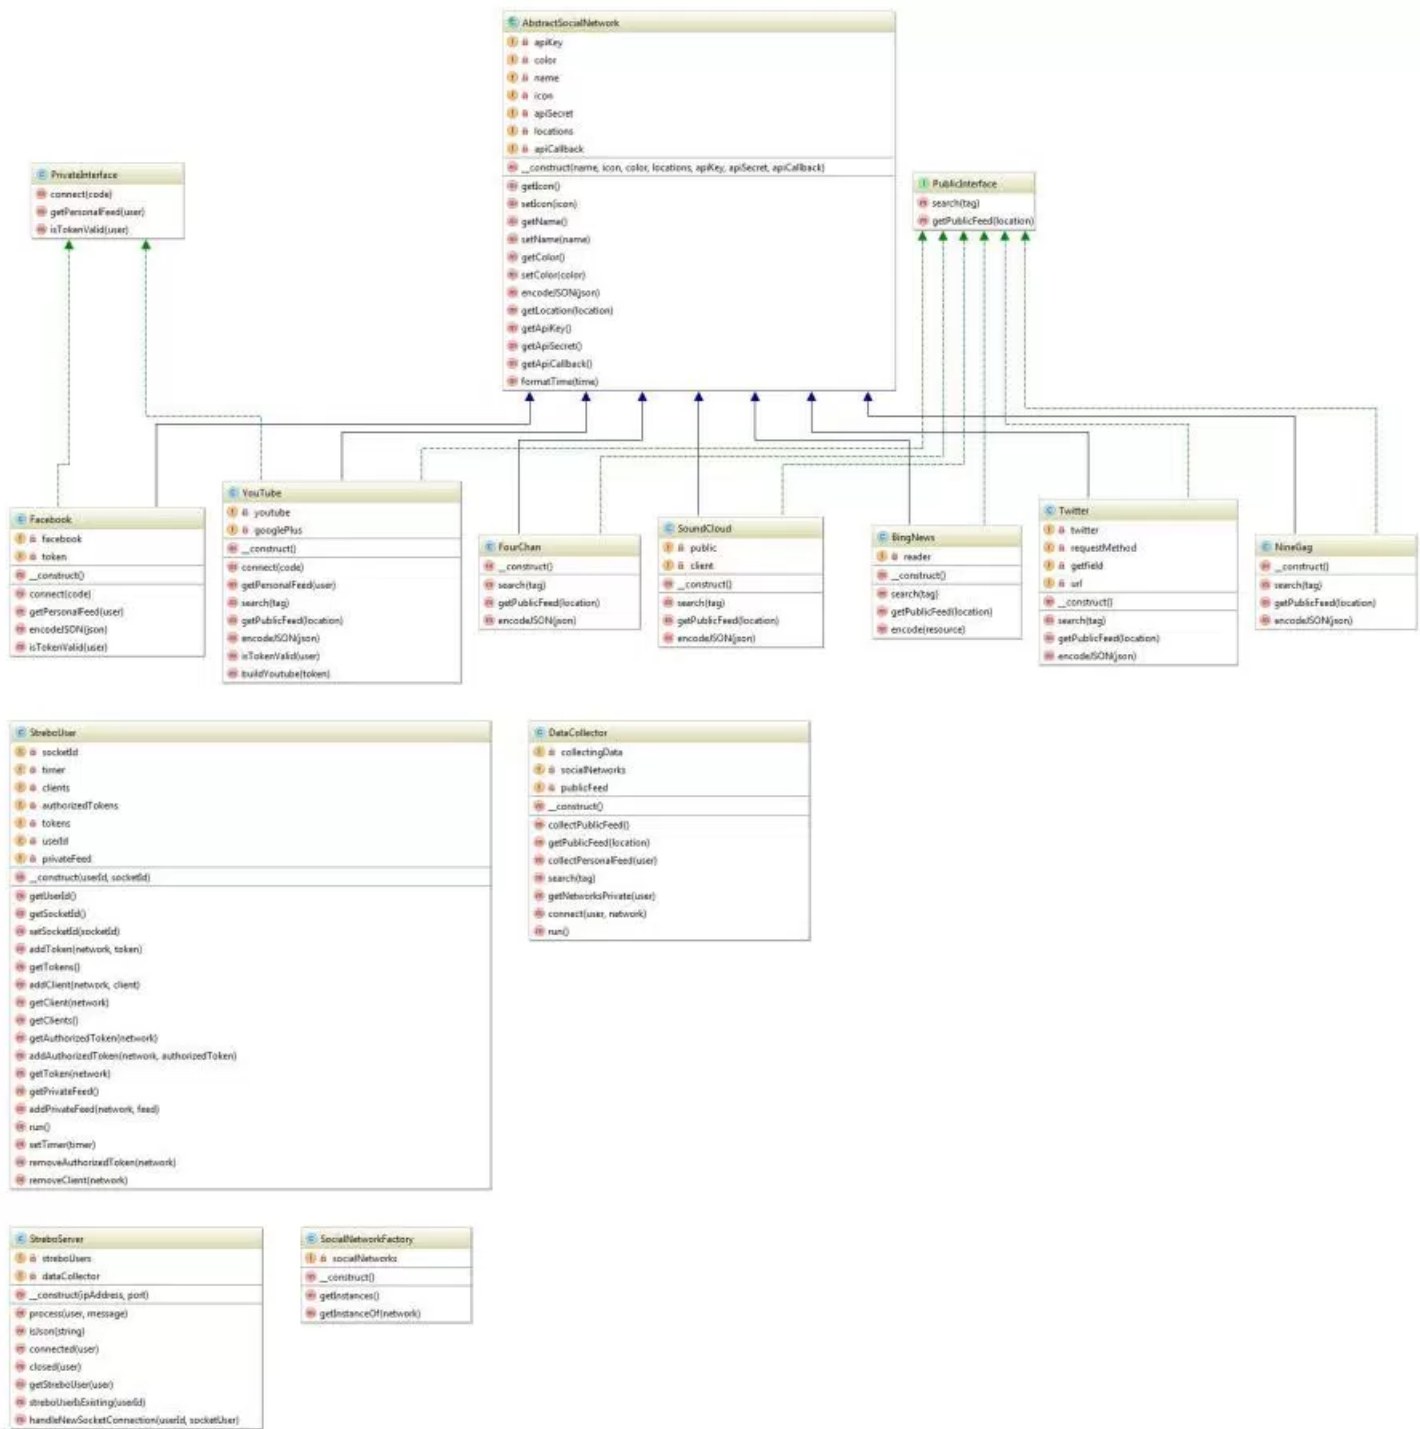 AbstractSocialNetwork
apiKey
color
name
icon
apiSecret
locations
apiCallback
__construct(name, icon, color, locations, apiKey, apiSecret, apiCallback)
getIcon()
setIcon(icon)
getName()
setName(name)
getColor()
setColor(color)
encodeJSON(json)
getLocation(location)
getApiKey()
getApiSecret()
getApiCallback()
formatTime(time)
PrivateInterface
connect(code)
getPersonalFeed(user)
isTokenValid(user)
PublicInterface
search(tag)
getPublicFeed(location)
Facebook
facebook
token
__construct()
connect(code)
getPersonalFeed(user)
encodeJSON(json)
isTokenValid(user)
YouTube
youtube
googlePlus
__construct()
connect(code)
getPersonalFeed(user)
search(tag)
getPublicFeed(location)
encodeJSON(json)
isTokenValid(user)
buildYoutube(token)
FourChan
__construct()
search(tag)
getPublicFeed(location)
encodeJSON(json)
SoundCloud
public
client
__construct()
search(tag)
getPublicFeed(location)
encodeJSON(json)
BingNews
reader
__construct()
search(tag)
getPublicFeed(location)
encode(resource)
Twitter
twitter
requestMethod
getfield
url
__construct()
search(tag)
getPublicFeed(location)
encodeJSON(json)
NineGag
__construct()
search(tag)
getPublicFeed(location)
encodeJSON(json)
StreboUser
socketId
timer
clients
authorizedTokens
tokens
userId
privateFeed
__construct(userId, socketId)
getUserId()
getSocketId()
setSocketId(socketId)
addToken(network, token)
getTokens()
addClient(network, client)
getClient(network)
getClients()
getAuthorizedToken(network)
addAuthorizedToken(network, authorizedToken)
getToken(network)
getPrivateFeed()
addPrivateFeed(network, feed)
run()
setTimer(timer)
removeAuthorizedToken(network)
removeClient(network)
DataCollector
collectingData
socialNetworks
publicFeed
__construct()
collectPublicFeed()
getPublicFeed(location)
collectPersonalFeed(user)
search(tag)
getNetworksPrivate(user)
connect(user, network)
run()
StreboServer
streboUsers
dataCollector
__construct(ipAddress, port)
process(user, message)
isJson(string)
connected(user)
closed(user)
getStreboUser(user)
streboUserIsExisting(userId)
handleNewSocketConnection(userId, socketUser)
SocialNetworkFactory
socialNetworks
__construct()
getInstances()
getInstanceOf(network)